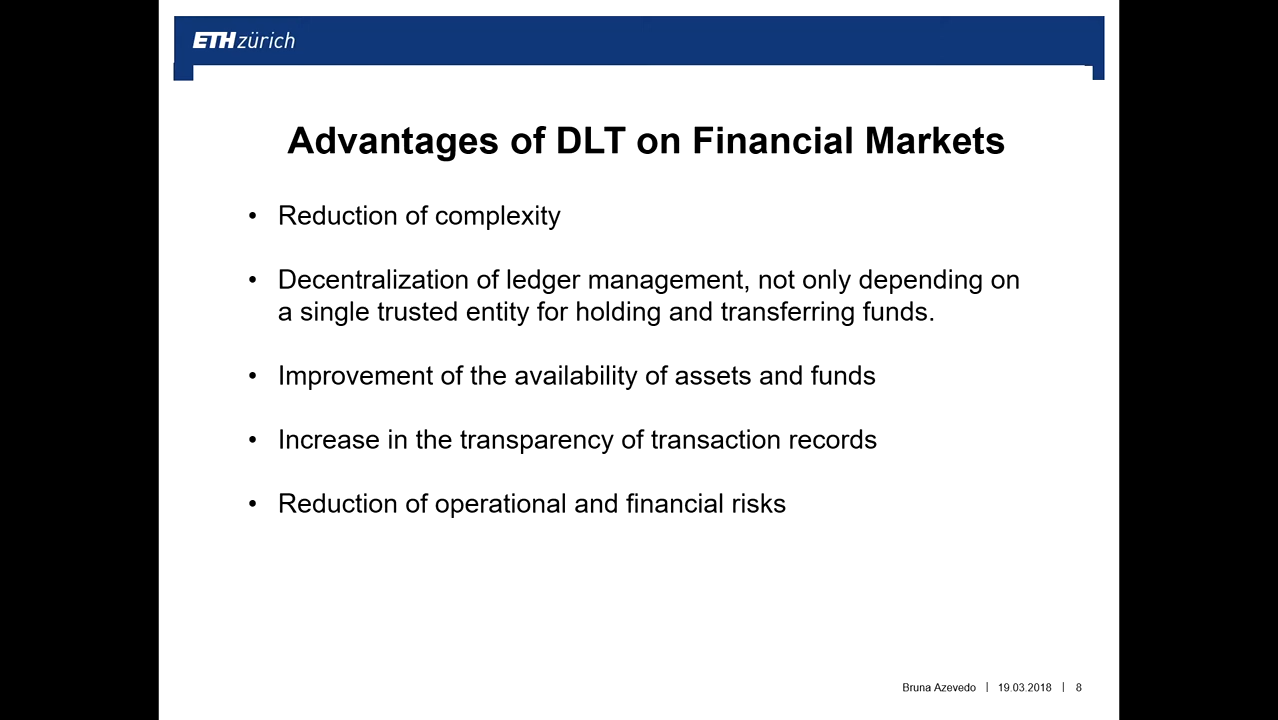 ETH zürich
Advantages of DLT on Financial Markets
• Reduction of complexity
• Decentralization of ledger management, not only depending on
a single trusted entity for holding and transferring funds.
• Improvement of the availability of assets and funds
• Increase in the transparency of transaction records
• Reduction of operational and financial risks
Bruna Azevedo | 19.03.2018 | 8